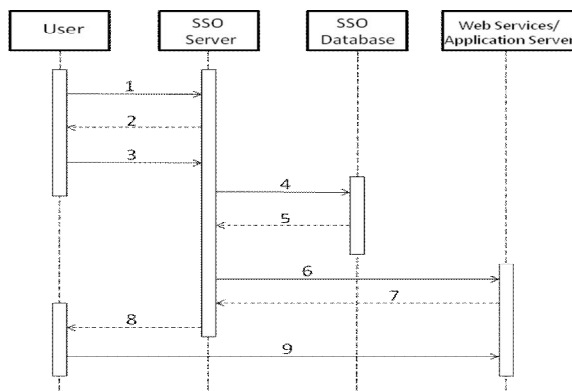 User
SSO
Server
SSO
Database
Web Services/
Application Server
1
2
3
4
5
6
7
8
9